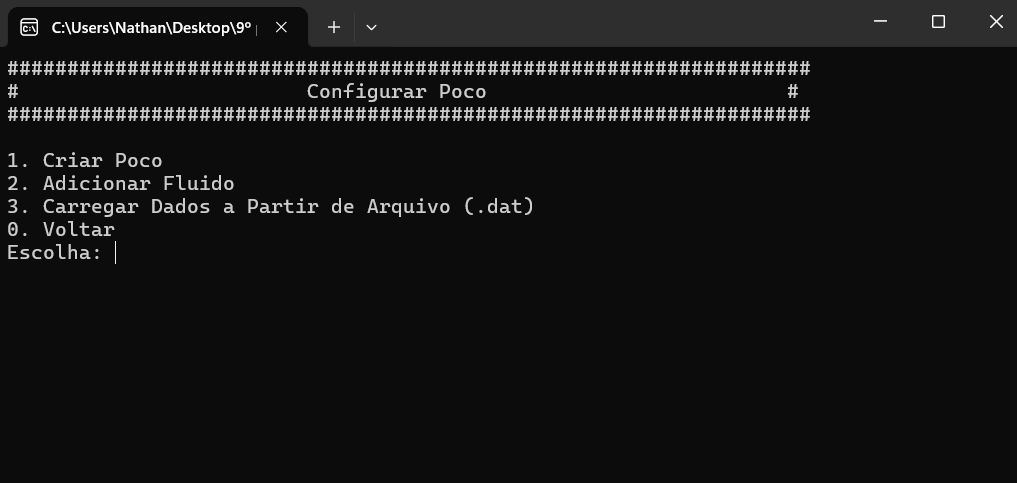 C:\Users\Nathan\Desktop\9º
###################################################################
#                        Configurar Poco                         #
###################################################################
1. Criar Poco
2. Adicionar Fluido
3. Carregar Dados a Partir de Arquivo (.dat)
0. Voltar
Escolha: